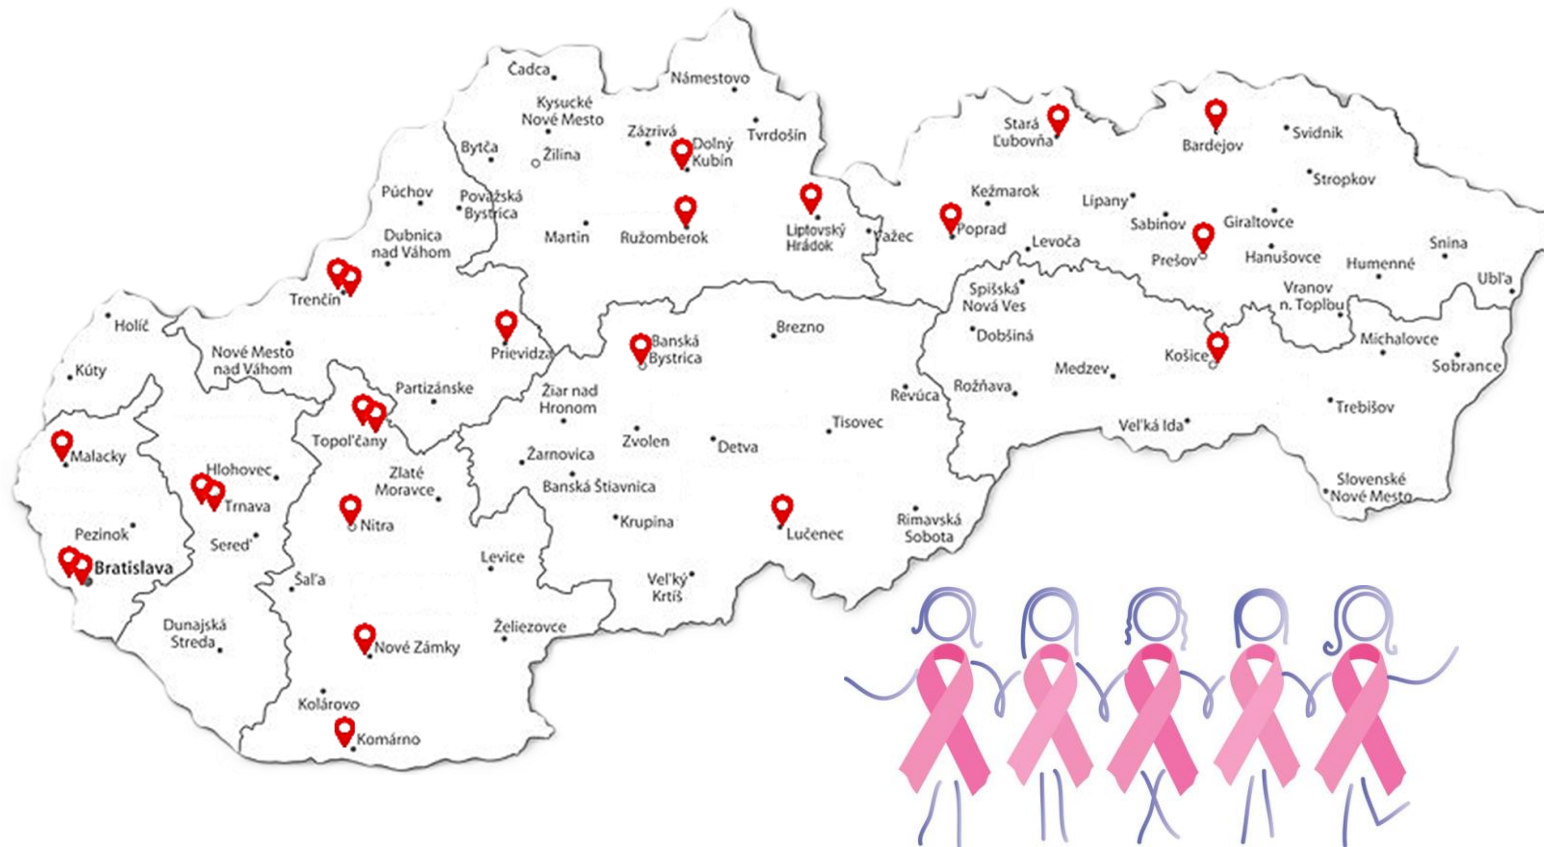 Čadca
Kysucké
Nové Mesto
Bytča
Žilina
Námestovo
Zázrivá
Tvrdošín
Dolný
Kubín
Púchov
Považská
Bystrica
Dubnica
nad Váhom
Martin
Ružomberok
Liptovský
Hrádok
Važec
Stará
Ľubovňa
Bardejov
Svidník
Stropkov
Kežmarok
Poprad
Levoča
Lipany
Sabinov
Giraltovce
Prešov
Hanušovce
Humenné
Snina
Ubľa
Vranov
n. Topľou
Spišská
Nová Ves
Dobšiná
Medzev
Rožňava
Košice
Michalovce
Sobrance
Trebišov
Veľká Ida
Slovenské
Nové Mesto
Trenčín
Holíč
Kúty
Nové Mesto
nad Váhom
Prievidza
Partizánske
Topoľčany
Banská
Bystrica
Brezno
Žiar nad
Hronom
Revúca
Tisovec
Zvolen
Detva
Žarnovica
Banská Štiavnica
Krupina
Lučenec
Rimavská
Sobota
Veľký
Krtíš
Malacky
Pezinok
Bratislava
Hlohovec
Trnava
Sereď
Dunajská
Streda
Zlaté
Moravce
Nitra
Levice
Šaľa
Želiezovce
Nové Zámky
Kolárovo
Komárno